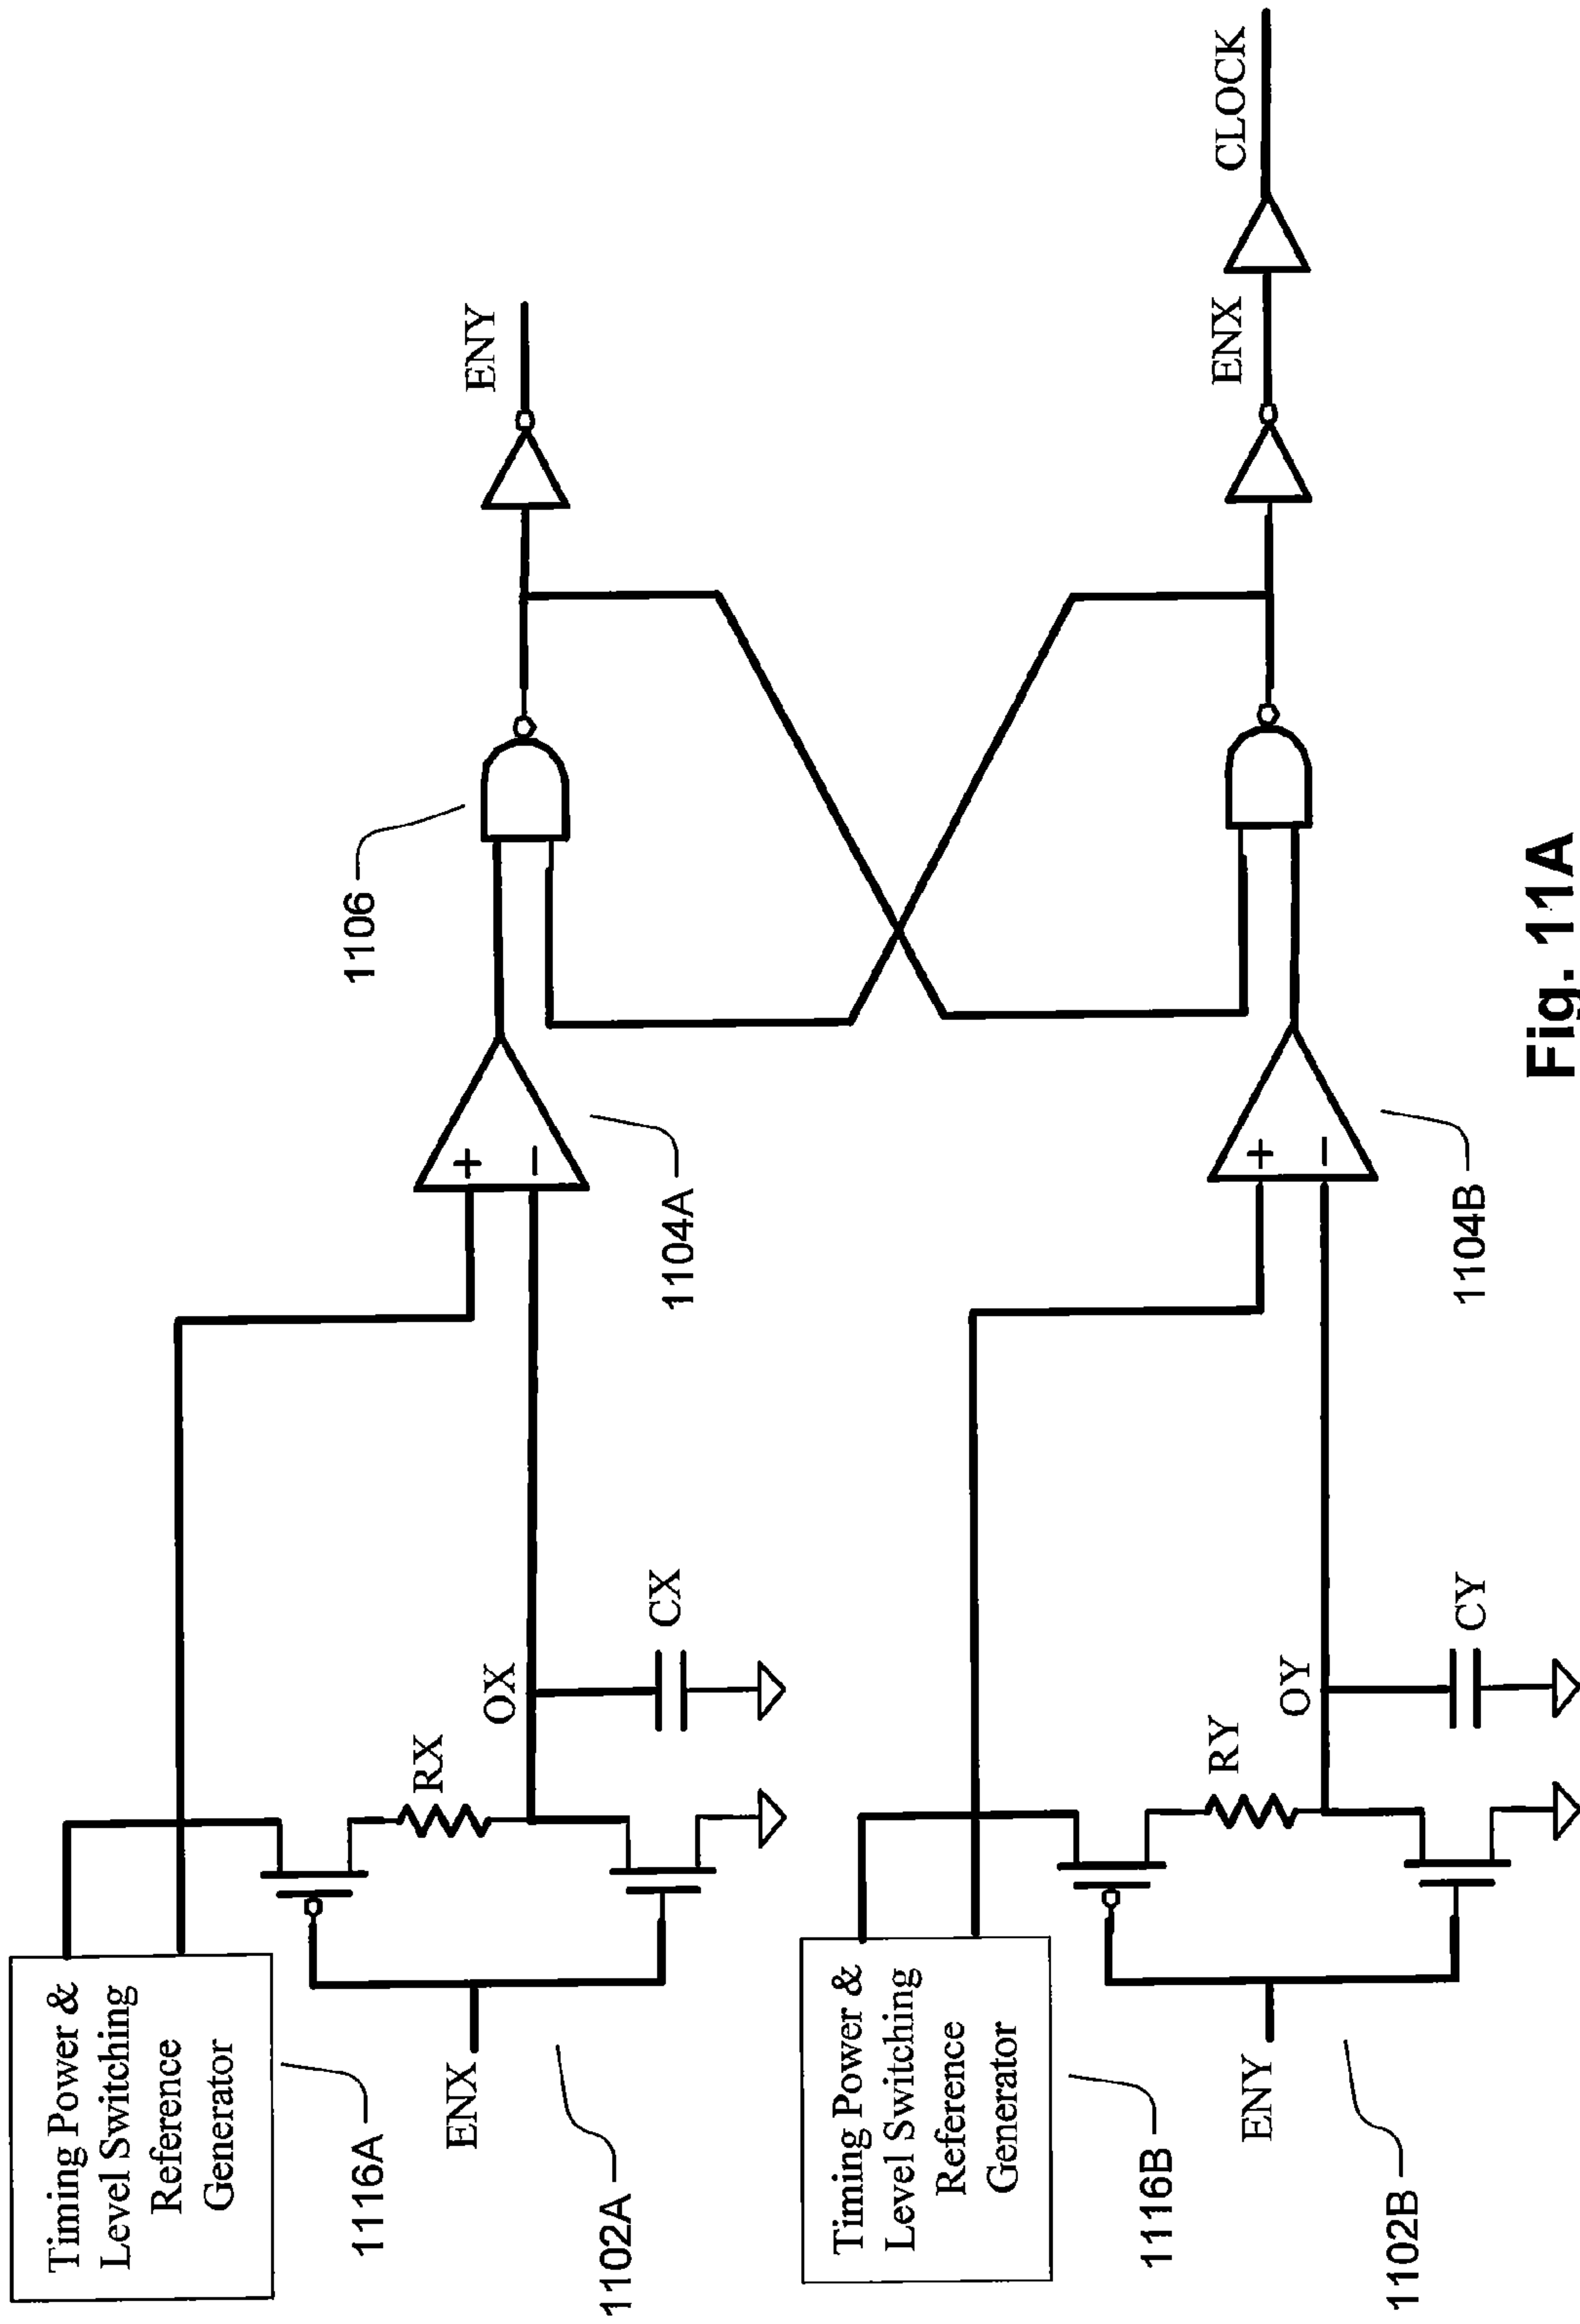 Timing Power &
Level Switching
Reference
Generator
1116A
ENX
1102A
RX
OX
CX
+
−
1104A
1106
ENY
Timing Power &
Level Switching
Reference
Generator
1116B
ENY
1102B
RY
OY
CY
+
−
1104B
ENX
CLOCK
Fig. 11A